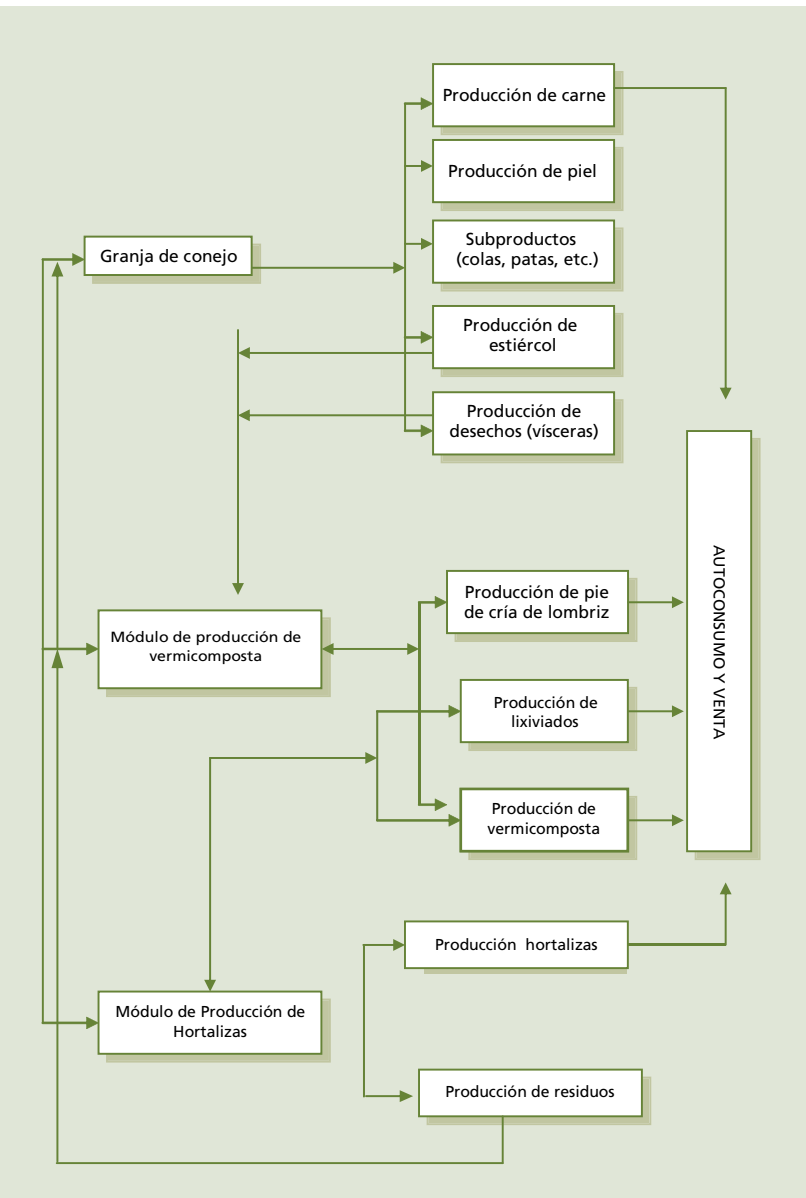 Producción de carne
Producción de piel
Subproductos
(colas, patas, etc.)
Granja de conejo
Producción de
estiércol
Producción de
desechos (vísceras)
AUTOCONSUMO Y VENTA
Producción de pie
de cría de lombriz
Módulo de producción de
vermicomposta
Producción de
lixiviados
Producción de
vermicomposta
Producción hortalizas
Módulo de Producción de
Hortalizas
Producción de residuos